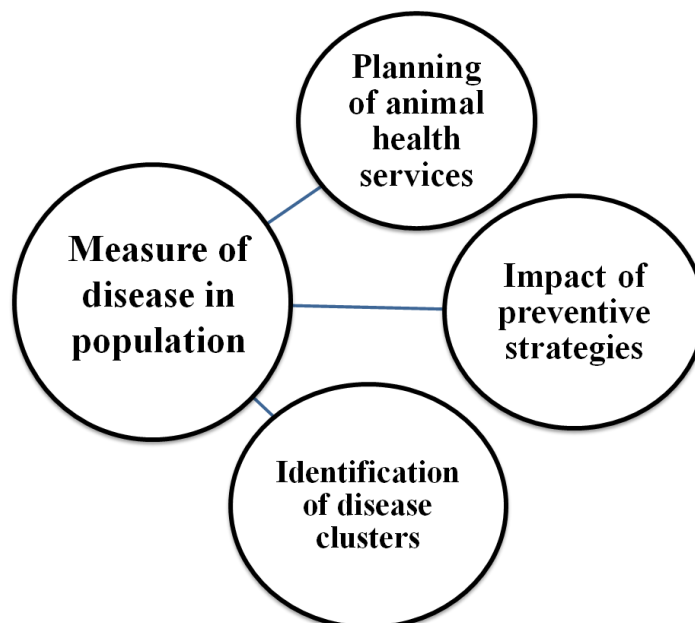 Planning
of animal
health
services
Measure of
disease in
population
Impact of
preventive
strategies
Identification
of disease
clusters